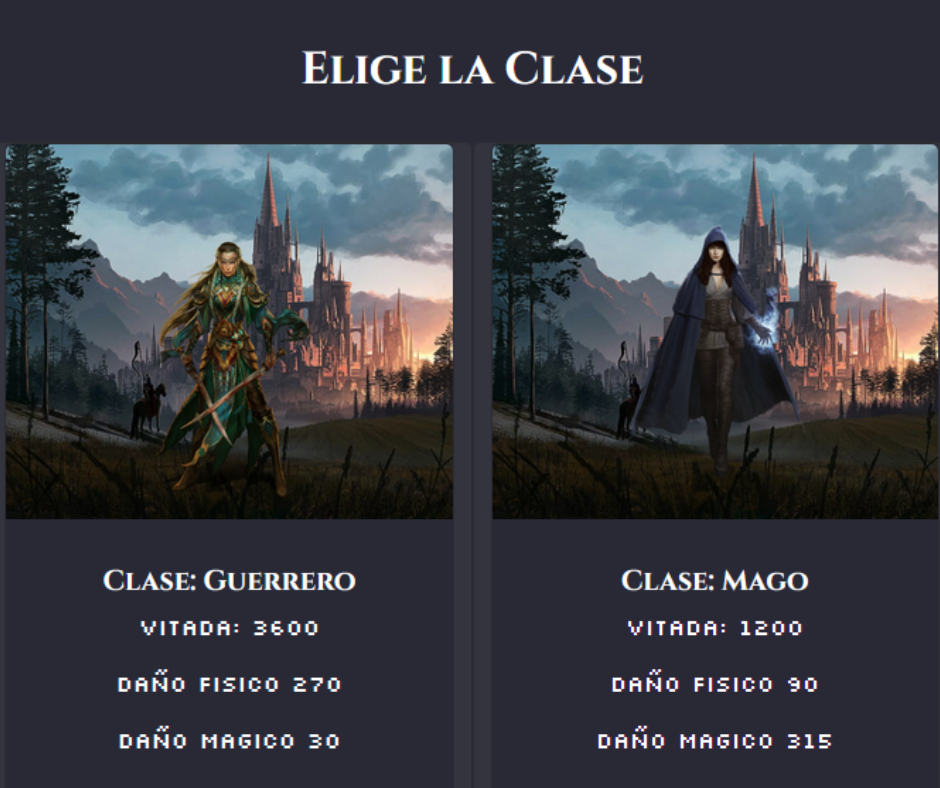 Elige la Clase
Clase: Guerrero
VITADA: 3600
DAÑO FISICO 270
DAÑO MAGICO 30
Clase: Mago
VITADA: 1200
DAÑO FISICO 90
DAÑO MAGICO 315